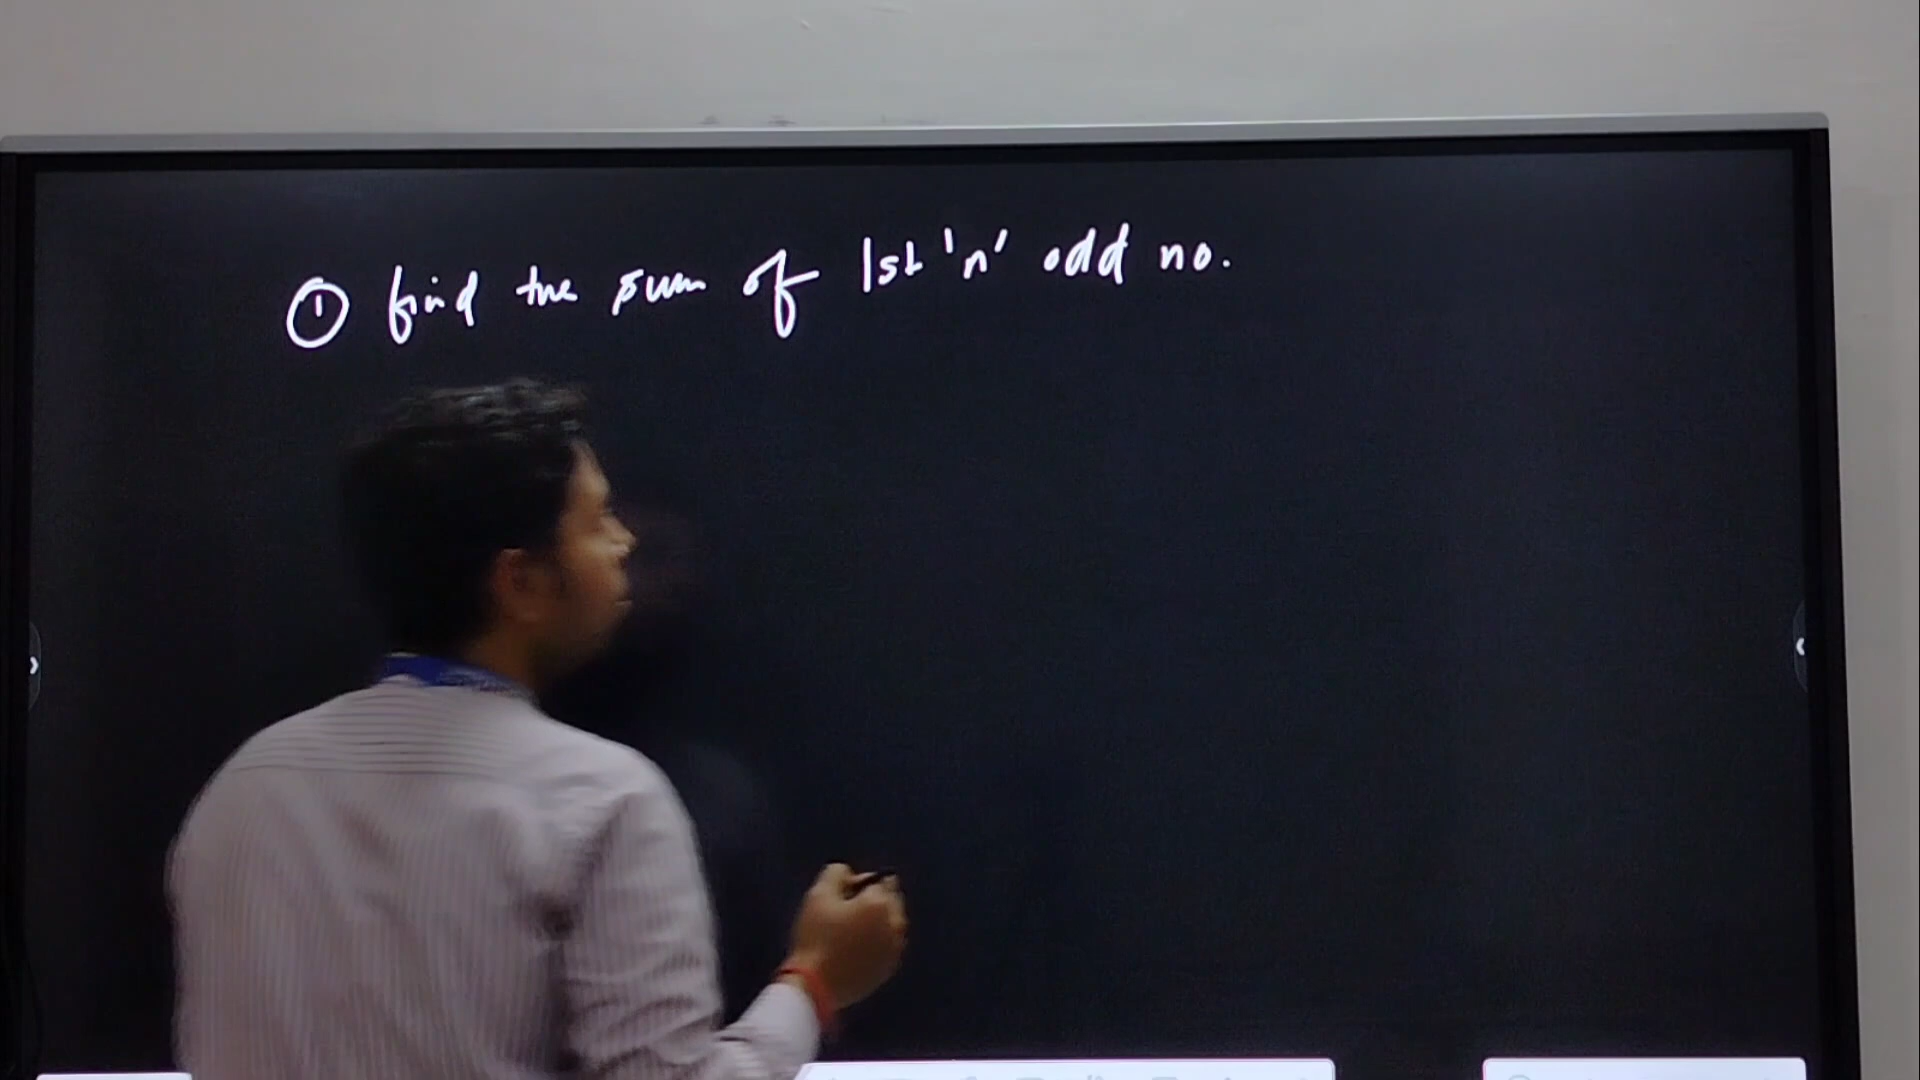 ① find the sum of 1st 'n' odd no.